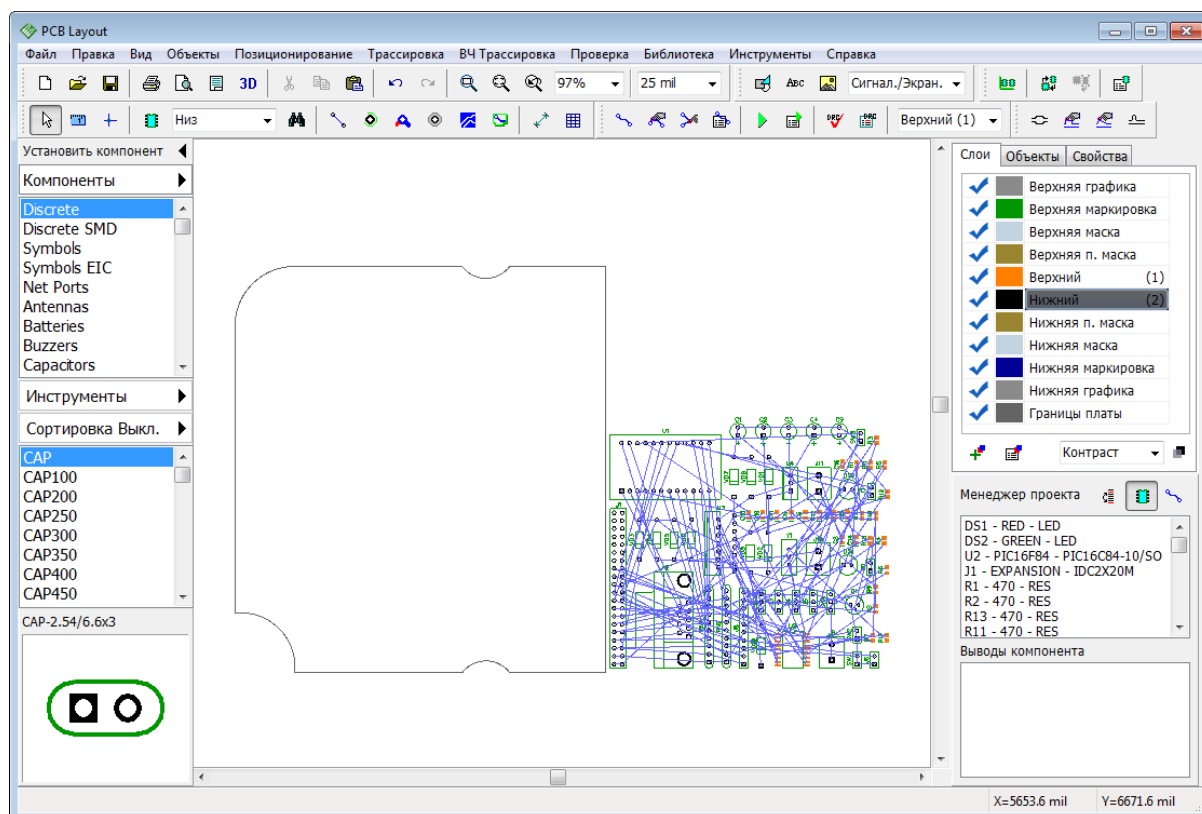 PCB Layout
Файл Правка Вид Объекты Позиционирование Трассировка ВЧ Трассировка Проверка Библиотека Инструменты Справка
3D 97% 25 mil Abc Сигнал./Экран.
Низ DRC DRC Верхний (1)
Установить компонент
Компоненты
Discrete
Discrete SMD
Symbols
Symbols EIC
Net Ports
Antennas
Batteries
Buzzers
Capacitors
Инструменты
Сортировка Выкл.
CAP
CAP100
CAP200
CAP250
CAP300
CAP350
CAP400
CAP450
CAP-2.54/6.6x3
Слои Объекты Свойства
Верхняя графика
Верхняя маркировка
Верхняя маска
Верхняя п. маска
Верхний (1)
Нижний (2)
Нижняя п. маска
Нижняя маска
Нижняя маркировка
Нижняя графика
Границы платы
Контраст
Менеджер проекта
DS1 - RED - LED
DS2 - GREEN - LED
U2 - PIC16F84 - PIC16C84-10/SO
J1 - EXPANSION - IDC2X20M
R1 - 470 - RES
R2 - 470 - RES
R13 - 470 - RES
R11 - 470 - RES
Выводы компонента
X=5653.6 mil Y=6671.6 mil